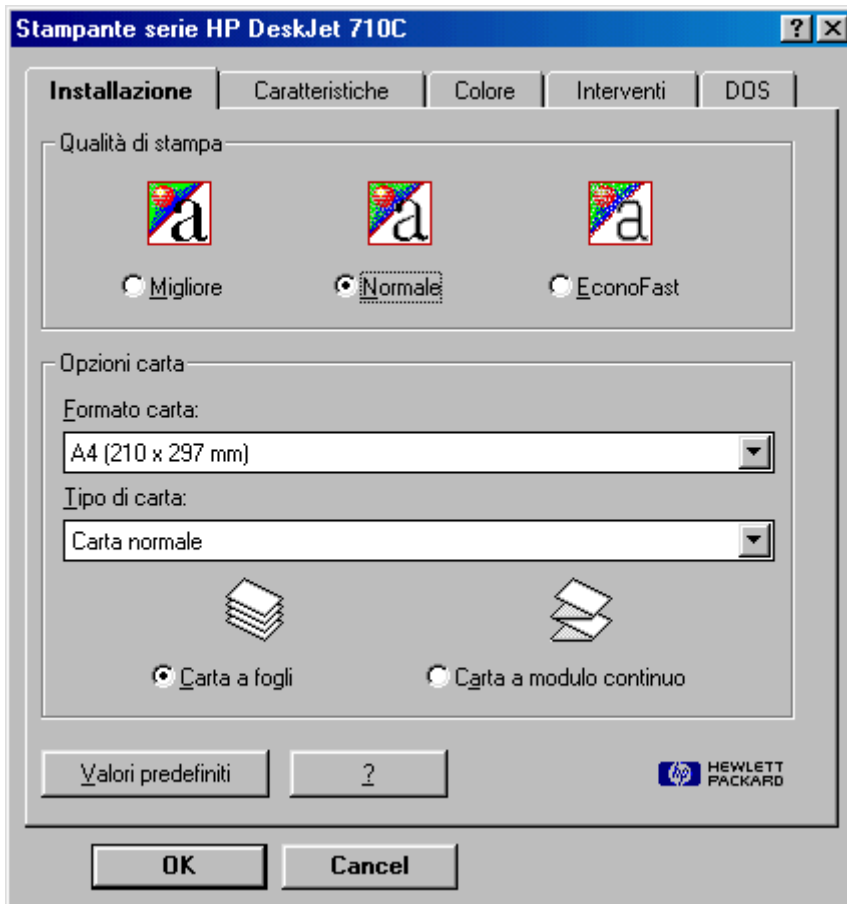 Stampante serie HP DeskJet 710C
Installazione Caratteristiche Colore Interventi DOS
Qualità di stampa
a a a
Migliore Normale EconoFast
Opzioni carta
Formato carta:
A4 (210 x 297 mm)
Tipo di carta:
Carta normale
Carta a fogli Carta a modulo continuo
Valori predefiniti ? hp HEWLETT
PACKARD
OK Cancel